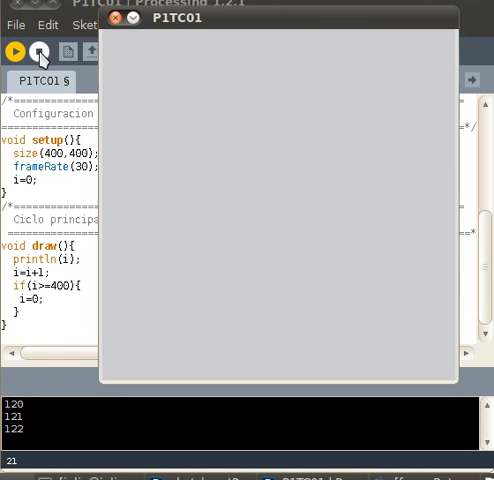 P1TC01 | Processing 1.2.1
P1TC01
File Edit Sket
P1TC01 §
/*==============
Configuracion
==============*/
void setup(){
size(400,400);
frameRate(30);
i=0;
}
/*==============
Ciclo principa
==============*
void draw(){
println(i);
i=i+1;
if(i>=400){
i=0;
}
}
120
121
122
21